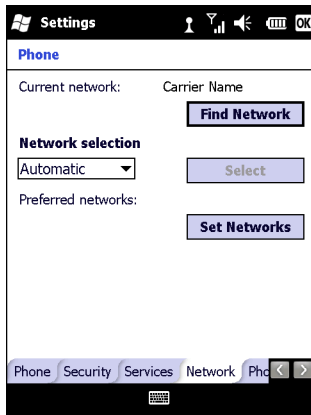 Settings OK
Phone
Current network: Carrier Name
Find Network
Network selection
Automatic Select
Preferred networks:
Set Networks
Phone Security Services Network Pho